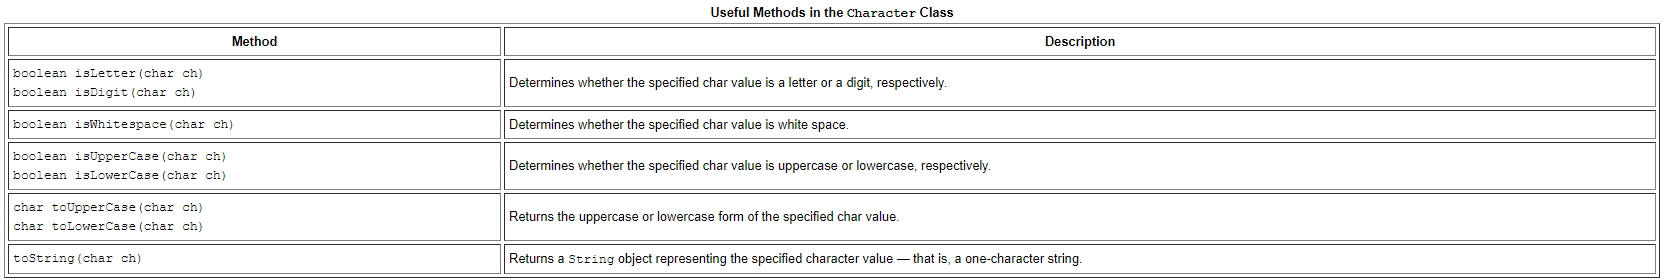 Useful Methods in the Character Class
Method
Description
boolean isLetter(char ch)
boolean isDigit(char ch)
Determines whether the specified char value is a letter or a digit, respectively.
boolean isWhitespace(char ch)
Determines whether the specified char value is white space.
boolean isUpperCase(char ch)
boolean isLowerCase(char ch)
Determines whether the specified char value is uppercase or lowercase, respectively.
char toUpperCase(char ch)
char toLowerCase(char ch)
Returns the uppercase or lowercase form of the specified char value.
toString(char ch)
Returns a String object representing the specified character value — that is, a one-character string.